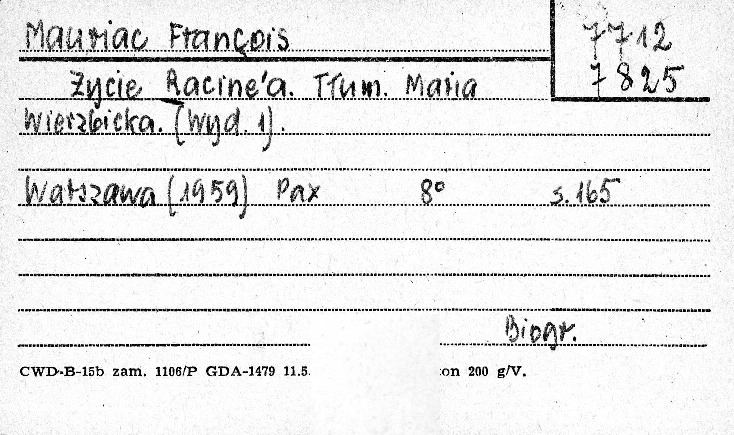 Mauriac François
7712
7825
Życie Racine'a. Tłum. Maria
Wierzbicka. (Wyd. 1).
Warszawa (1959) Pax 8° s. 165
Biogr.
CWD-B-15b zam. 1106/P GDA-1479 11.5. on 200 g/V.